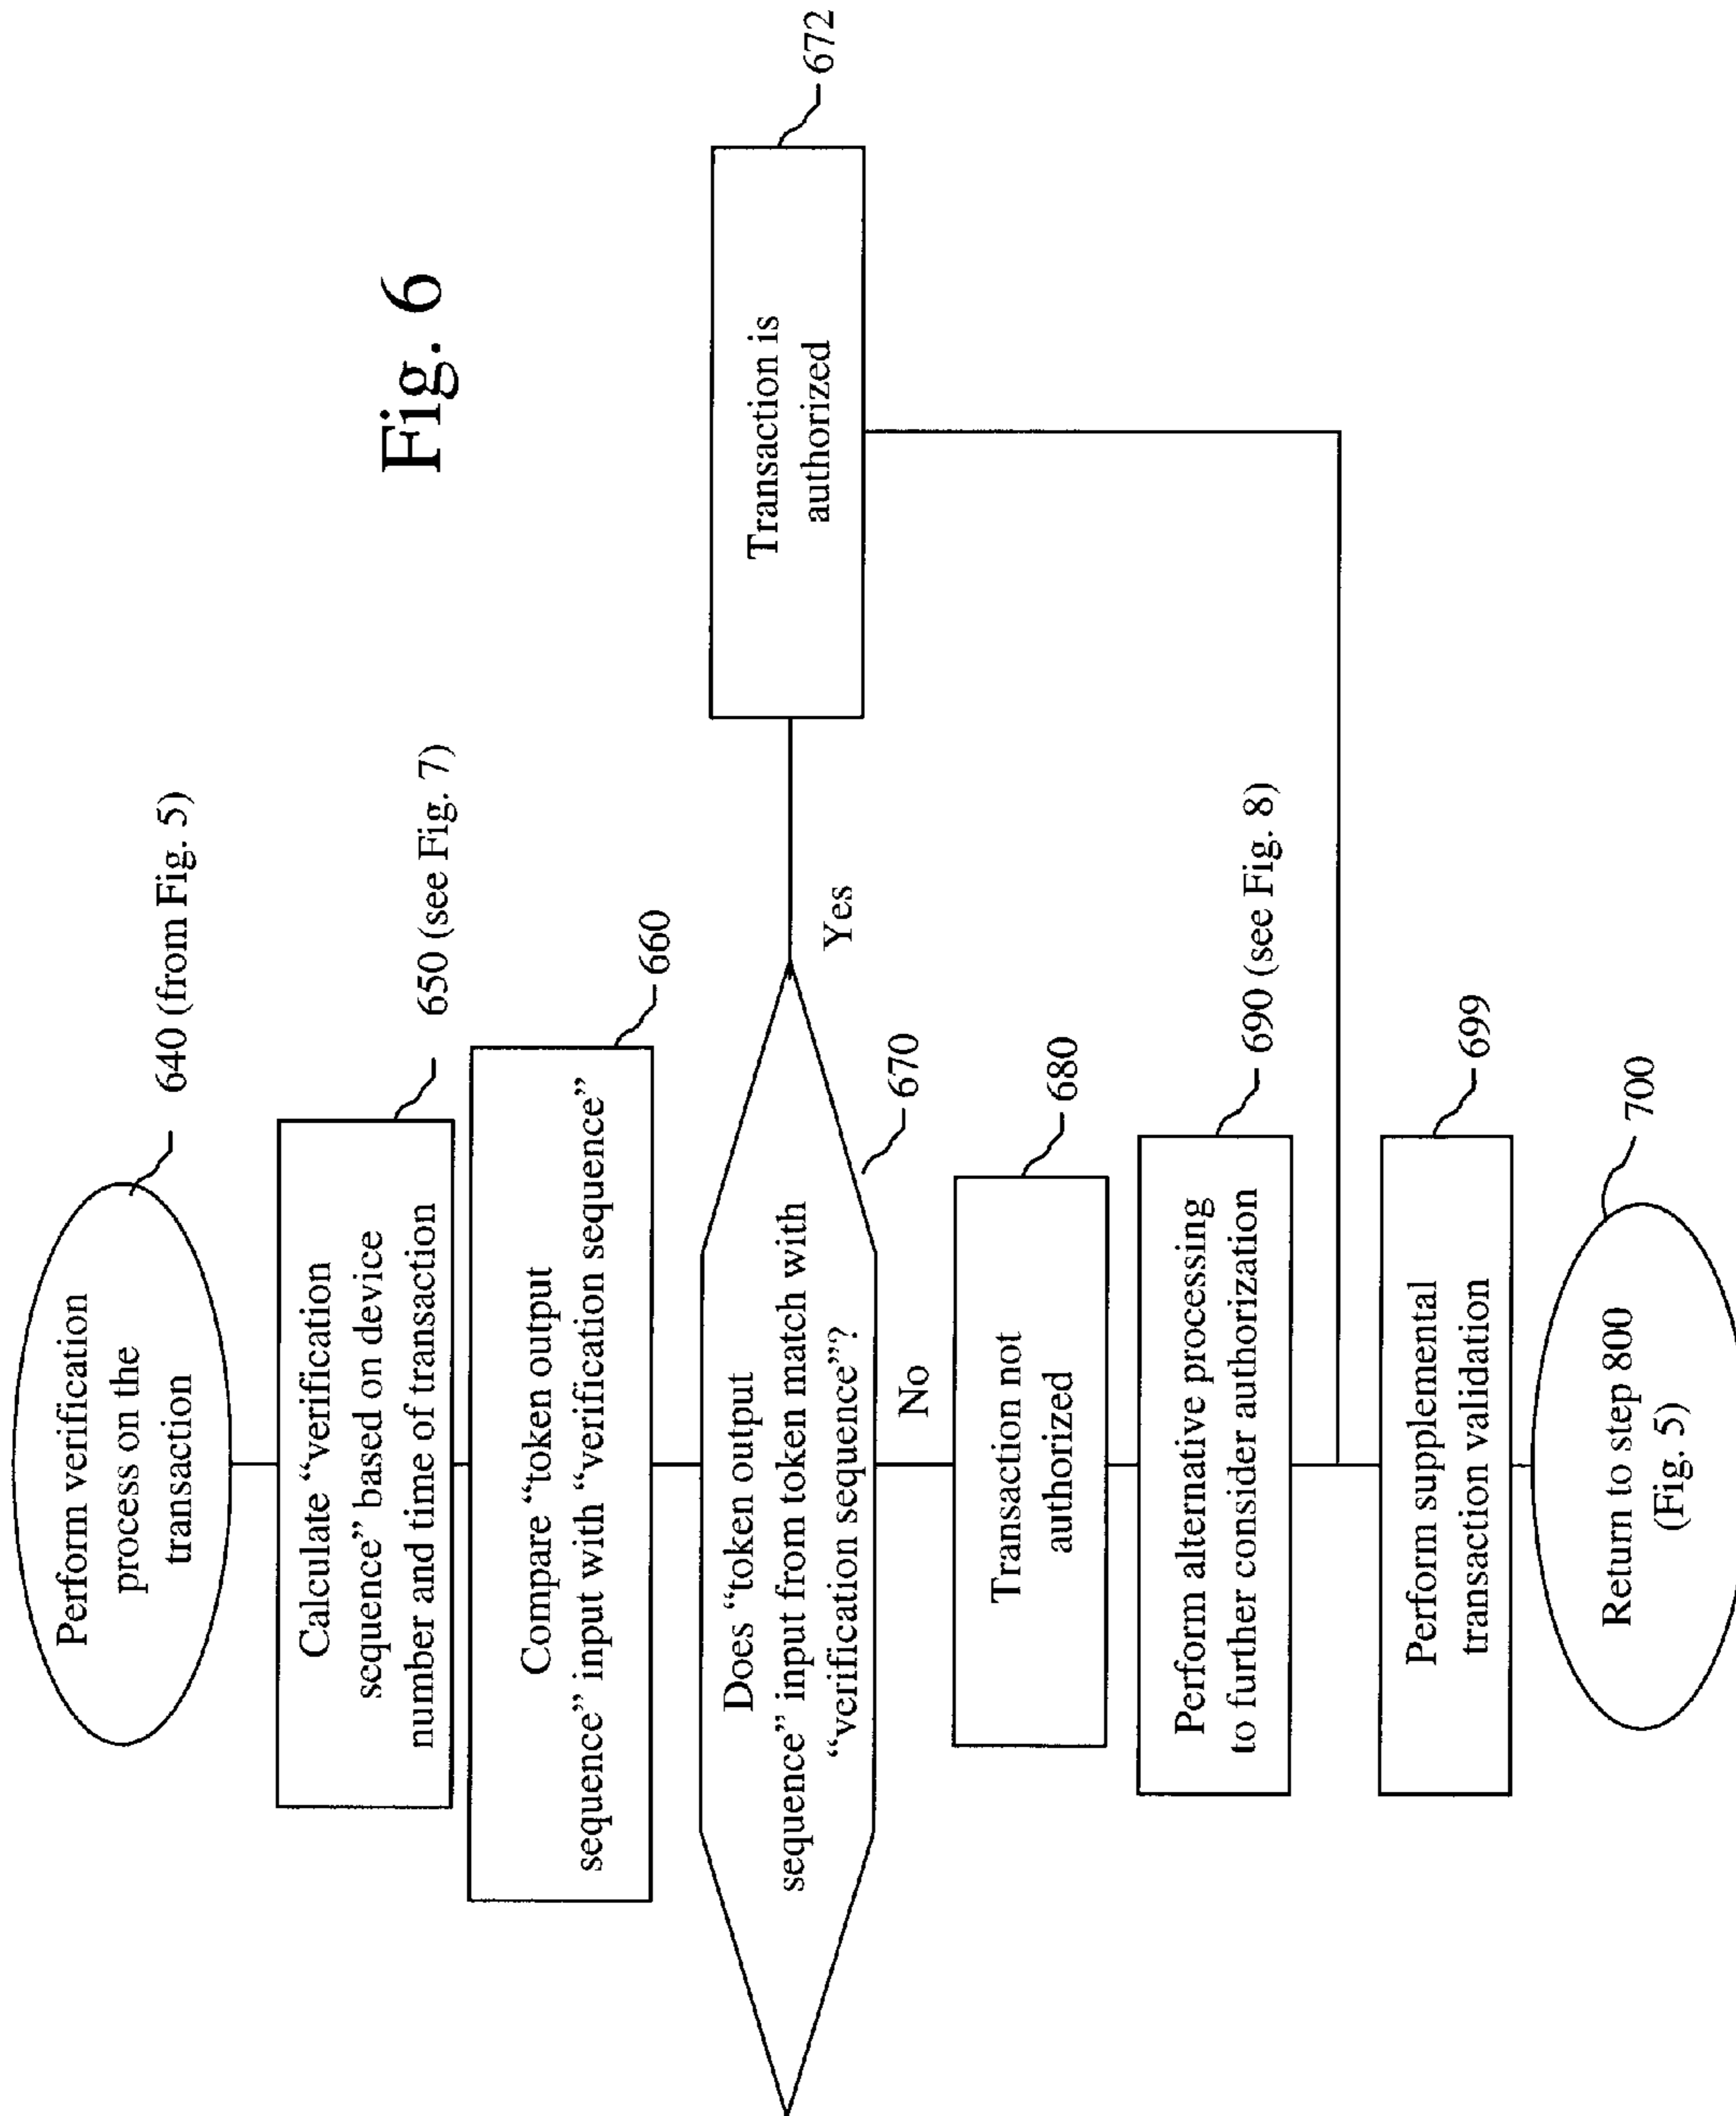 Fig. 6
Perform verification
process on the
transaction
640 (from Fig. 5)
Calculate “verification
sequence” based on device
number and time of transaction
650 (see Fig. 7)
Compare “token output
sequence” input with “verification sequence”
660
Does “token output
sequence” input from token match with
“verification sequence”?
670
Yes
Transaction is
authorized
672
No
Transaction not
authorized
680
Perform alternative processing
to further consider authorization
690 (see Fig. 8)
Perform supplemental
transaction validation
699
Return to step 800
(Fig. 5)
700